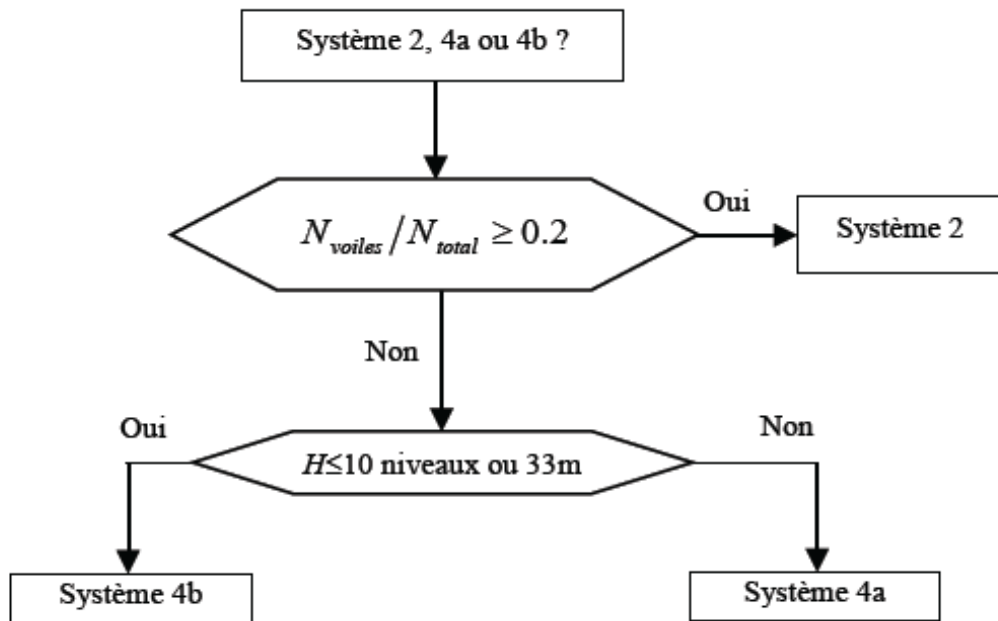 Système 2, 4a ou 4b ?
N_voiles/N_total ≥ 0.2
Oui
Système 2
Non
Oui
Non
H≤10 niveaux ou 33m
Système 4b
Système 4a